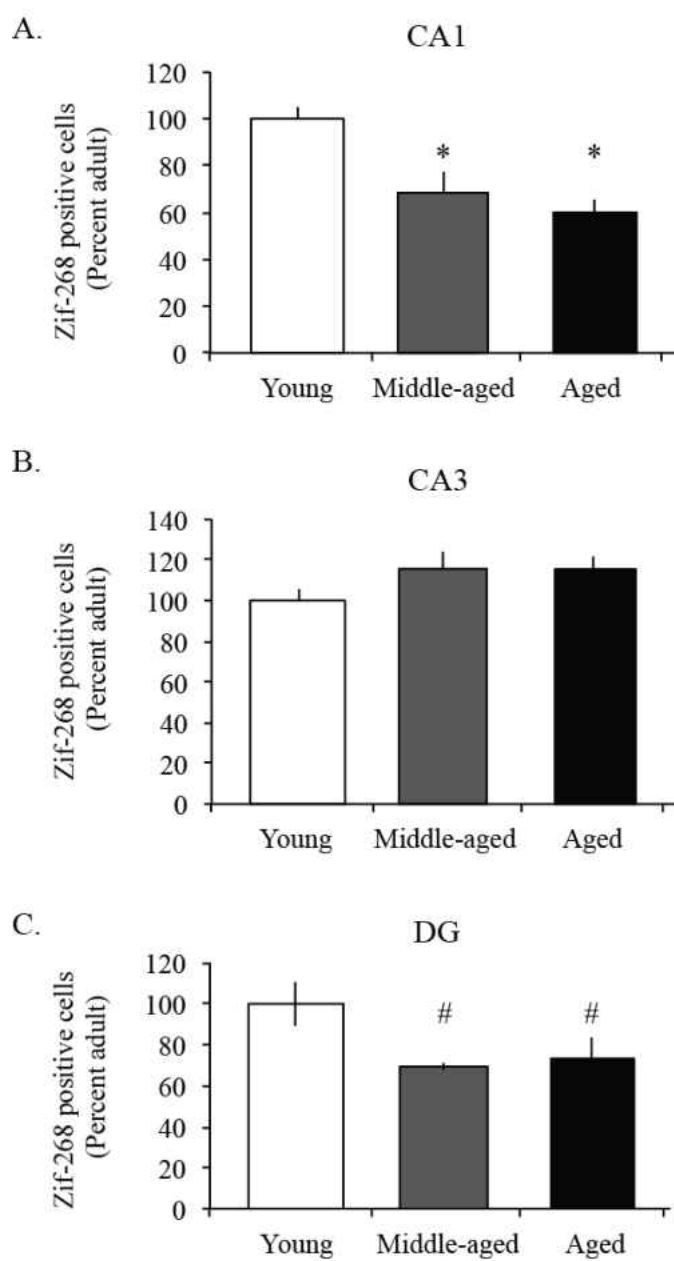 A.
CA1
Zif-268 positive cells
(Percent adult)
120
100
80
60
40
20
0
*
*
Young Middle-aged Aged
B.
CA3
Zif-268 positive cells
(Percent adult)
140
120
100
80
60
40
20
0
Young Middle-aged Aged
C.
DG
Zif-268 positive cells
(Percent adult)
120
100
80
60
40
20
0
#
#
Young Middle-aged Aged